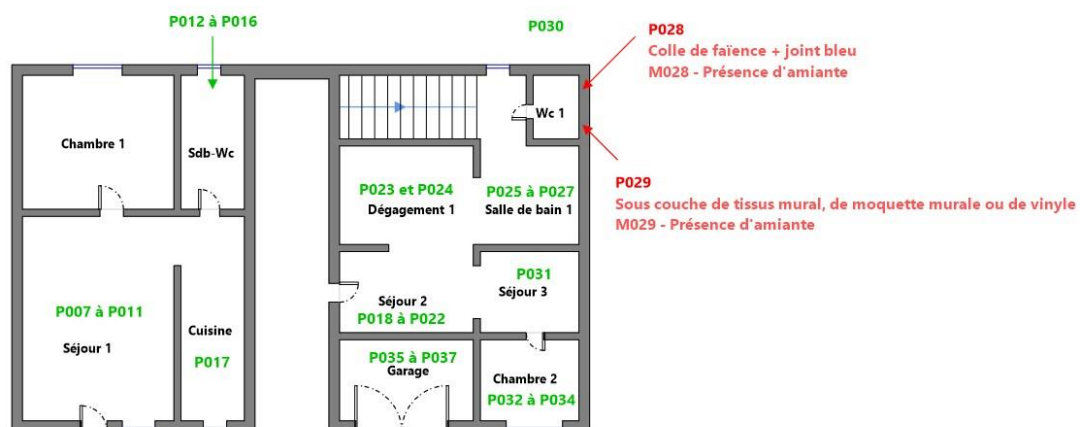 P012 à P016
P030
P028
Colle de faïence + joint bleu
M028 - Présence d'amiante
Chambre 1
Sdb-Wc
Wc 1
P029
Sous couche de tissus mural, de moquette murale ou de vinyle
M029 - Présence d'amiante
P023 et P024
Dégagement 1
P025 à P027
Salle de bain 1
P031
Séjour 3
Séjour 2
P018 à P022
P007 à P011
Séjour 1
Cuisine
P017
P035 à P037
Garage
Chambre 2
P032 à P034